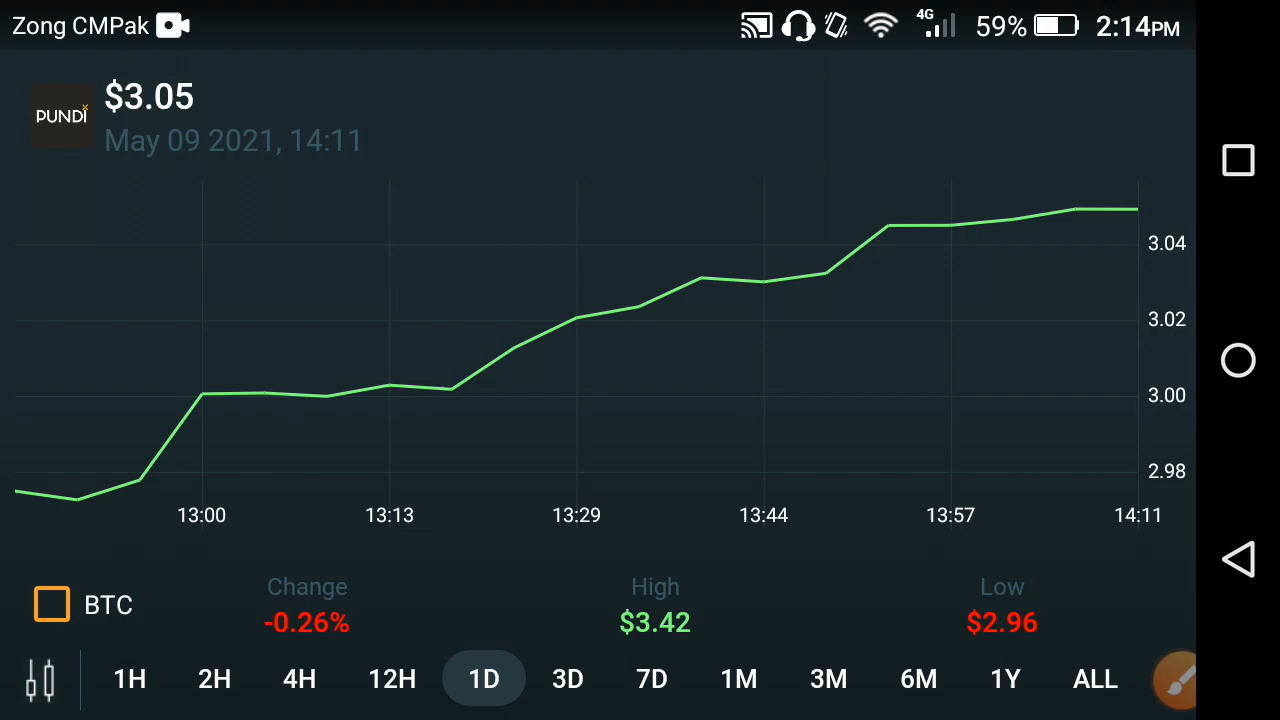 Zong CMPak 4G 59% 2:14PM
PUNDI X
$3.05
May 09 2021, 14:11
3.04
3.02
3.00
2.98
13:00 13:13 13:29 13:44 13:57 14:11
Change High Low
BTC
-0.26% $3.42 $2.96
1H 2H 4H 12H 1D 3D 7D 1M 3M 6M 1Y ALL